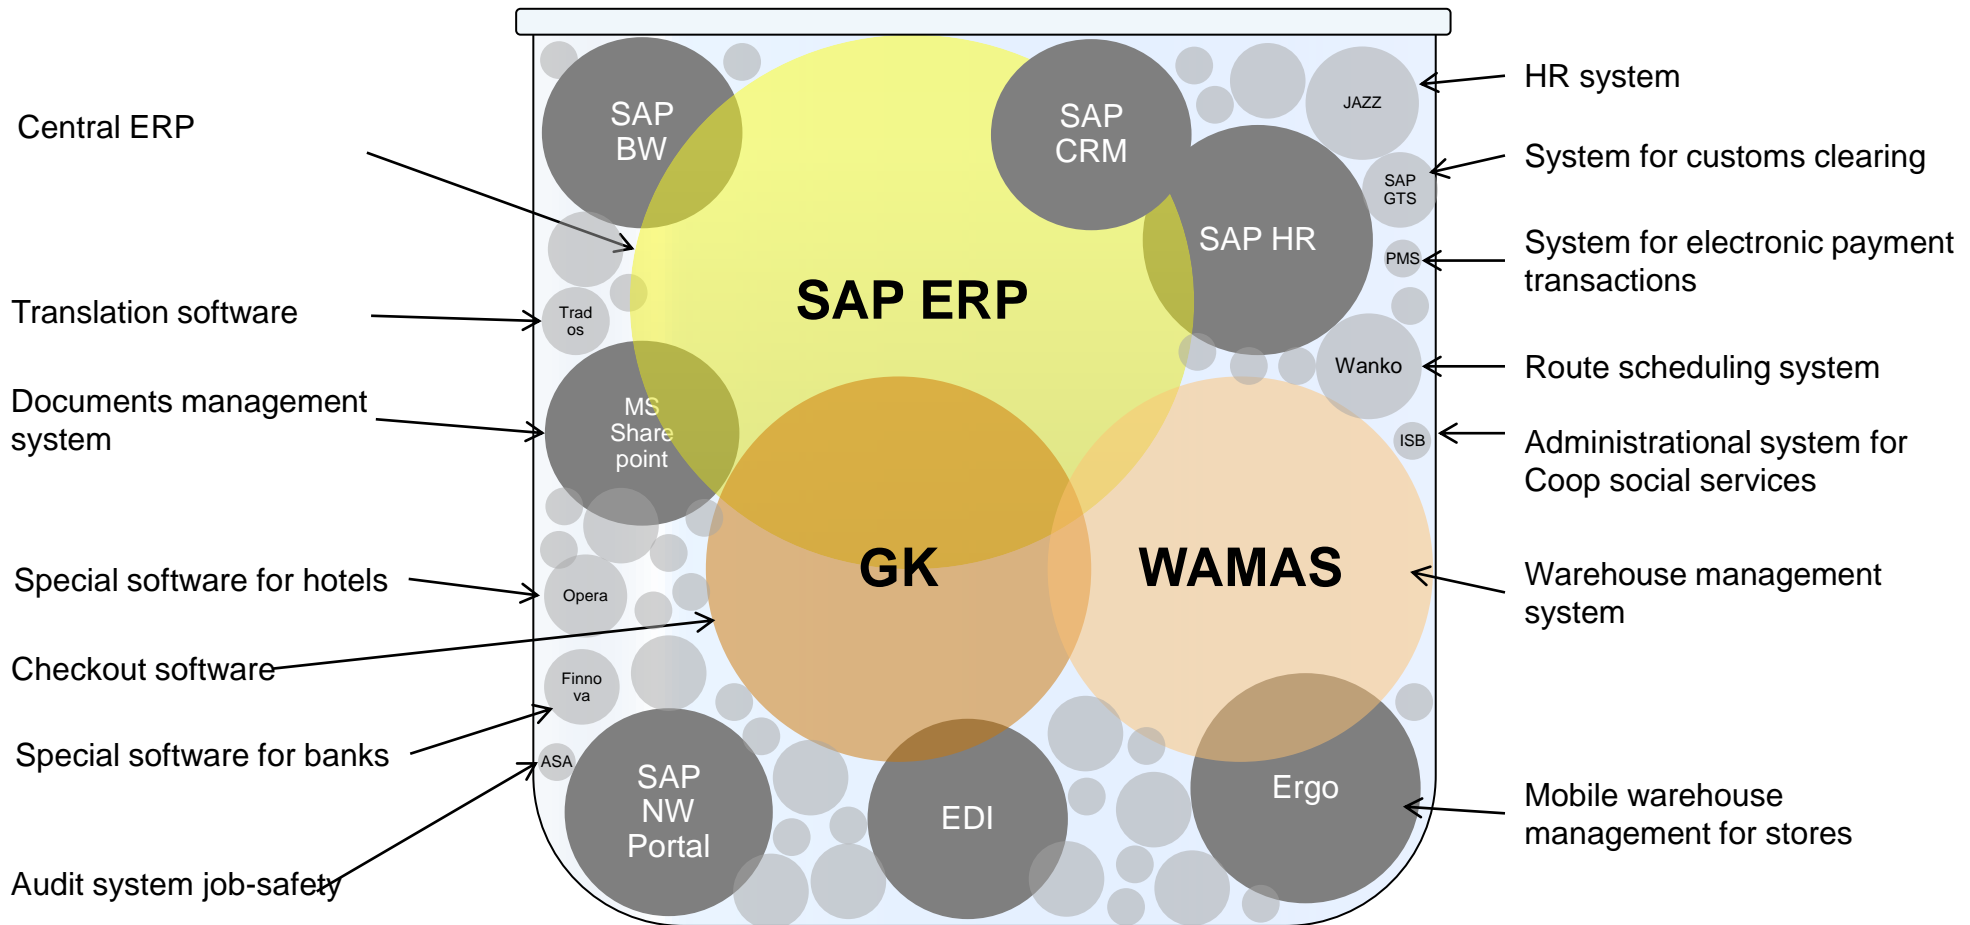 Central ERP
Translation software
Documents management
system
Special software for hotels
Checkout software
Special software for banks
Audit system job-safety
SAP
BW
SAP
CRM
JAZZ
SAP
GTS
SAP HR
PMS
SAP ERP
Trad
os
Wanko
MS
Share
point
ISB
GK
WAMAS
Opera
Finno
va
ASA
SAP
NW
Portal
EDI
Ergo
HR system
System for customs clearing
System for electronic payment
transactions
Route scheduling system
Administrational system for
Coop social services
Warehouse management
system
Mobile warehouse
management for stores